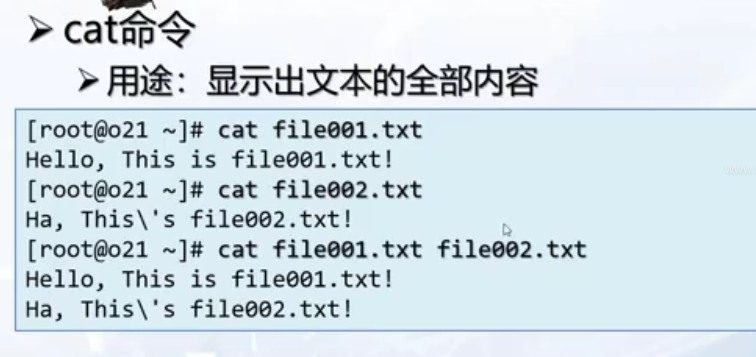 ➢ cat命令
➢ 用途：显示出文本的全部内容
[root@o21 ~]# cat file001.txt
Hello, This is file001.txt!
[root@o21 ~]# cat file002.txt
Ha, This\'s file002.txt!
[root@o21 ~]# cat file001.txt file002.txt
Hello, This is file001.txt!
Ha, This\'s file002.txt!